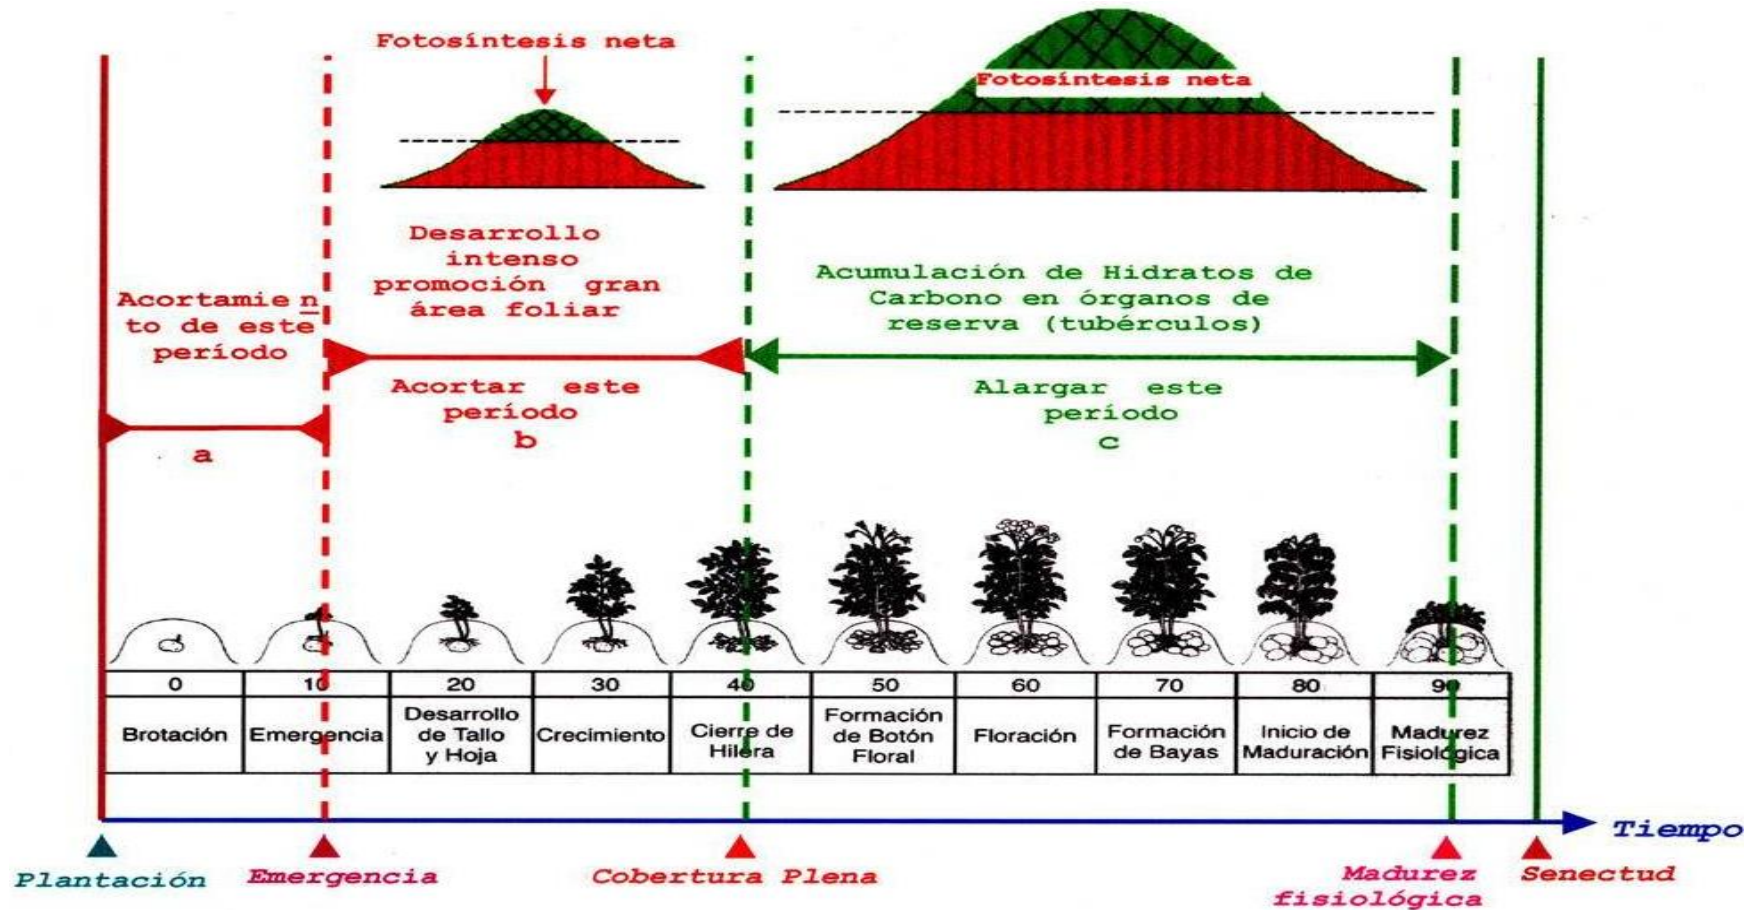 Fotosíntesis neta
Fotosíntesis neta
Desarrollo
intenso
promoción gran
área foliar
Acortamien
to de este
período
Acumulación de Hidratos de
Carbono en órganos de
reserva (tubérculos)
Acortar este
período
b
Alargar este
período
c
a
0 10 20 30 40 50 60 70 80 90
Brotación
Emergencia
Desarrollo
de Tallo
y Hoja
Crecimiento
Cierre de
Hilera
Formación
de Botón
Floral
Floración
Formación
de Bayas
Inicio de
Maduración
Madurez
Fisiológica
Tiempo
Plantación
Emergencia
Cobertura Plena
Madurez
fisiológica
Senectud